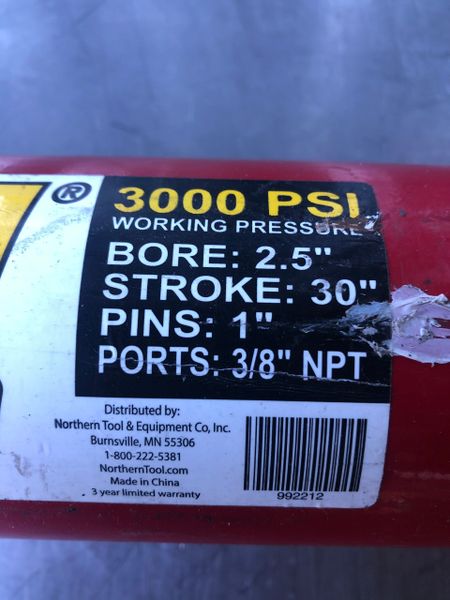 ®
3000 PSI
WORKING PRESSURE
BORE: 2.5"
STROKE: 30"
PINS: 1"
PORTS: 3/8" NPT
Distributed by:
Northern Tool & Equipment Co, Inc.
Burnsville, MN 55306
1-800-222-5381
NorthernTool.com
Made in China
3 year limited warranty
992212